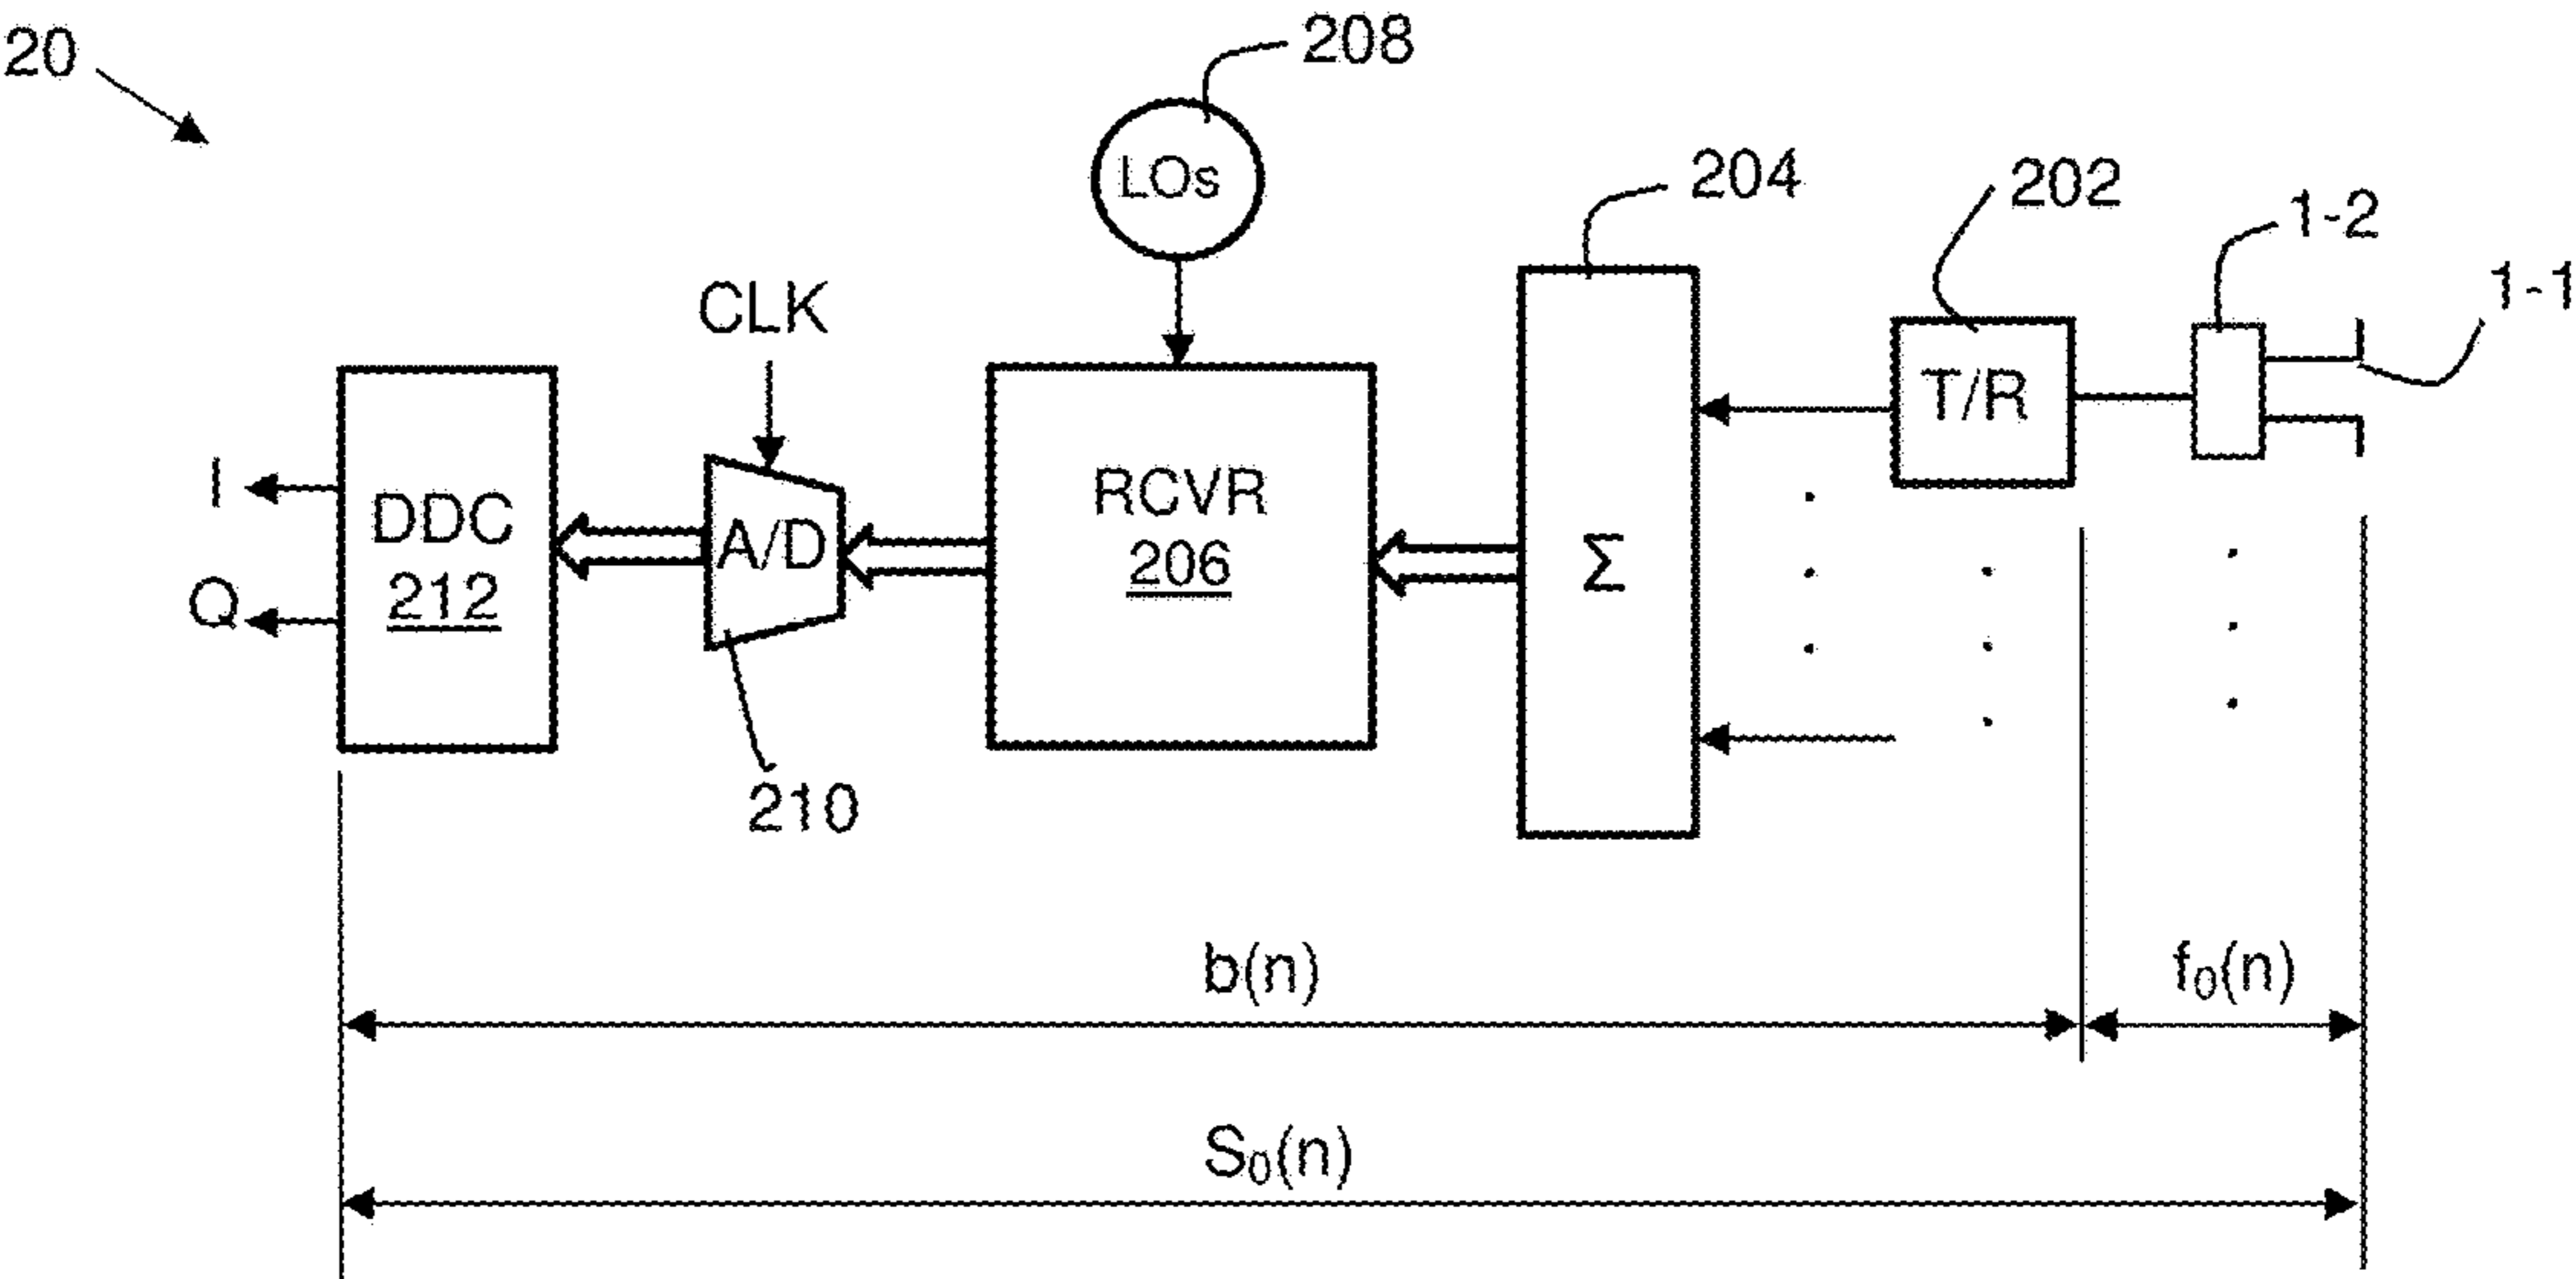 20
208
LOs
204
202
1-2
1-1
CLK
T/R
I
Q
DDC
212
A/D
RCVR
206
Σ
210
b(n)
f₀(n)
S₀(n)